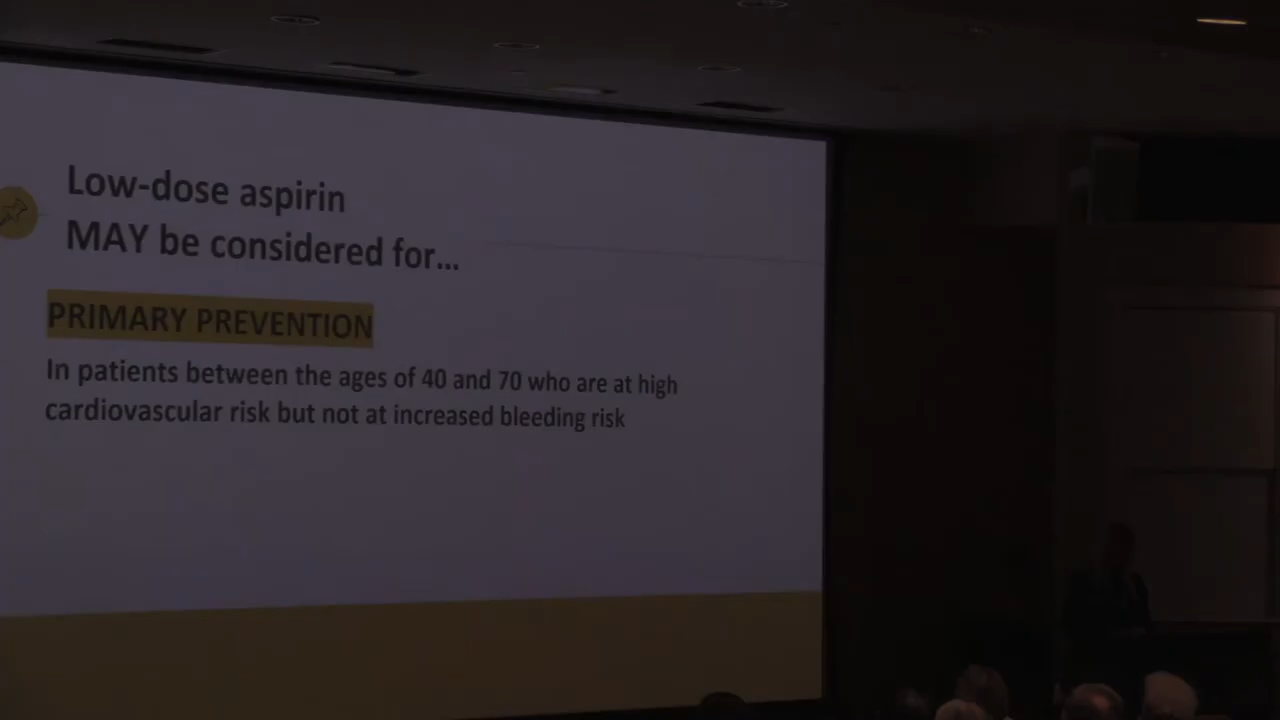 Low-dose aspirin
MAY be considered for...
PRIMARY PREVENTION
In patients between the ages of 40 and 70 who are at high
cardiovascular risk but not at increased bleeding risk